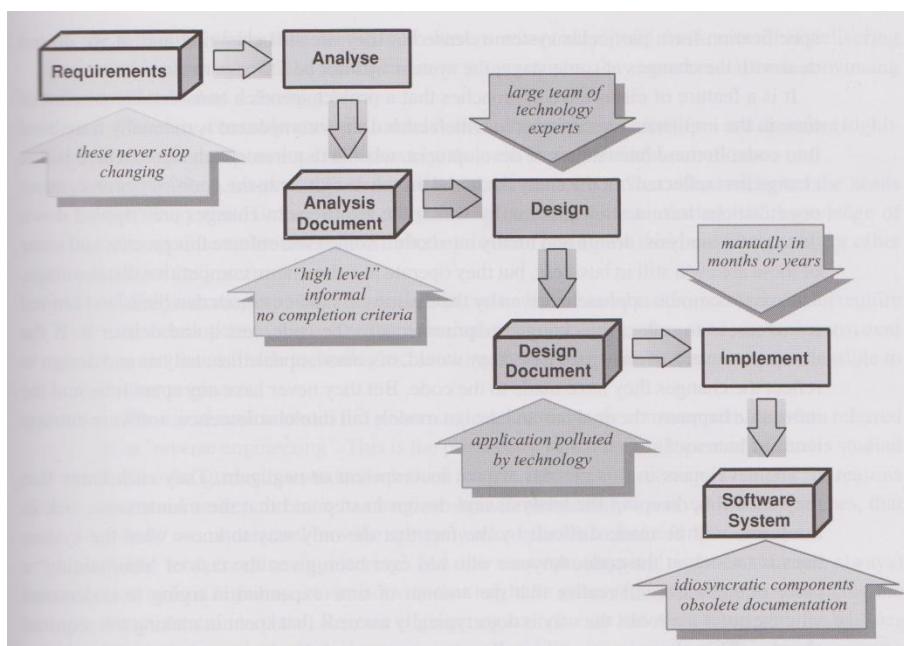 Requirements
Analyse
large team of
technology
experts
these never stop
changing
Analysis
Document
Design
manually in
months or years
"high level"
informal
no completion criteria
Design
Document
Implement
application polluted
by technology
Software
System
idiosyncratic components
obsolete documentation